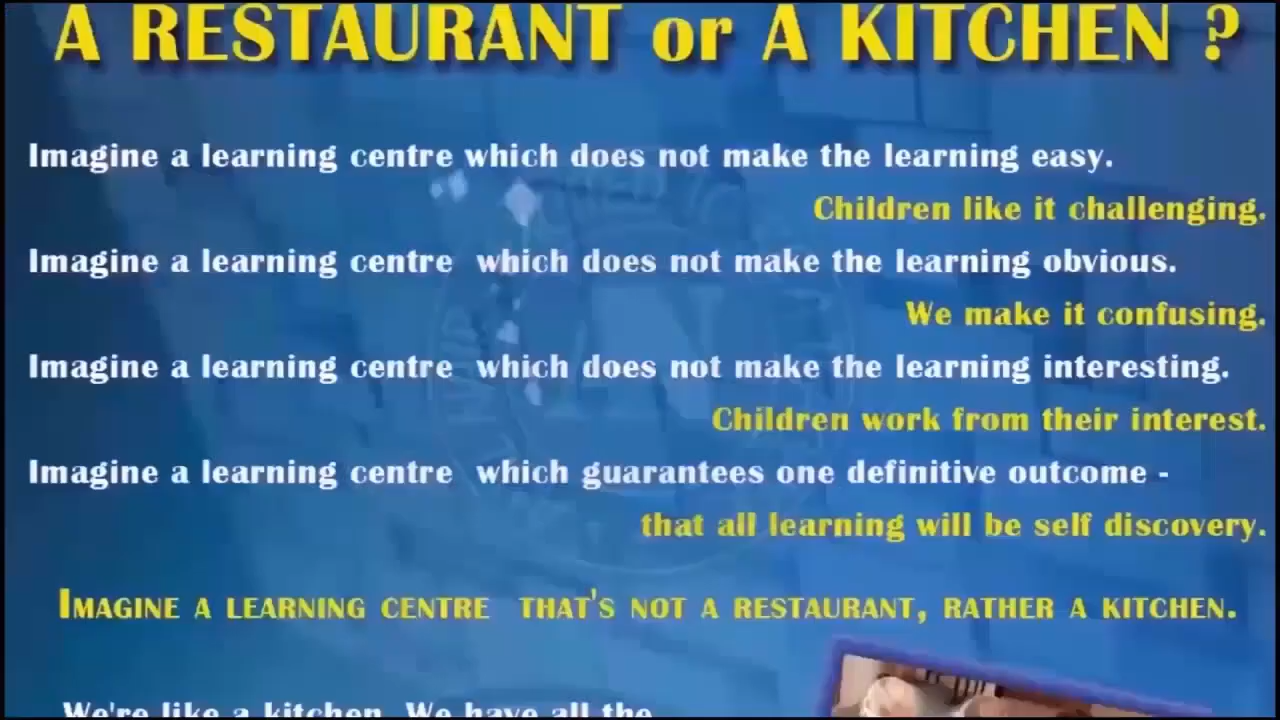 A RESTAURANT or A KITCHEN ?
Imagine a learning centre which does not make the learning easy.
Children like it challenging.
Imagine a learning centre which does not make the learning obvious.
We make it confusing.
Imagine a learning centre which does not make the learning interesting.
Children work from their interest.
Imagine a learning centre which guarantees one definitive outcome -
that all learning will be self discovery.
IMAGINE A LEARNING CENTRE THAT'S NOT A RESTAURANT, RATHER A KITCHEN.
We're like a kitchen. We have all the